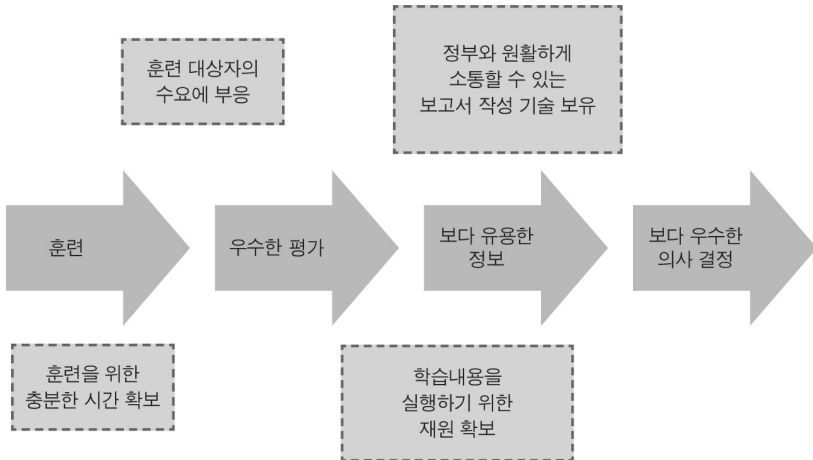 훈련 대상자의
수요에 부응
정부와 원활하게
소통할 수 있는
보고서 작성 기술 보유
훈련
우수한 평가
보다 유용한
정보
보다 우수한
의사 결정
훈련을 위한
충분한 시간 확보
학습내용을
실행하기 위한
재원 확보